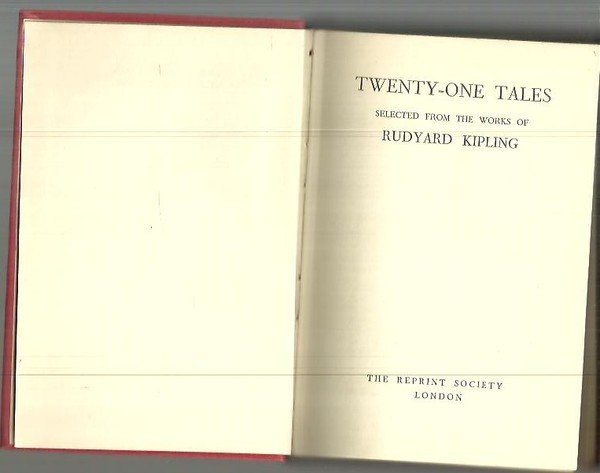 TWENTY-ONE TALES
SELECTED FROM THE WORKS OF
RUDYARD KIPLING
THE REPRINT SOCIETY
LONDON